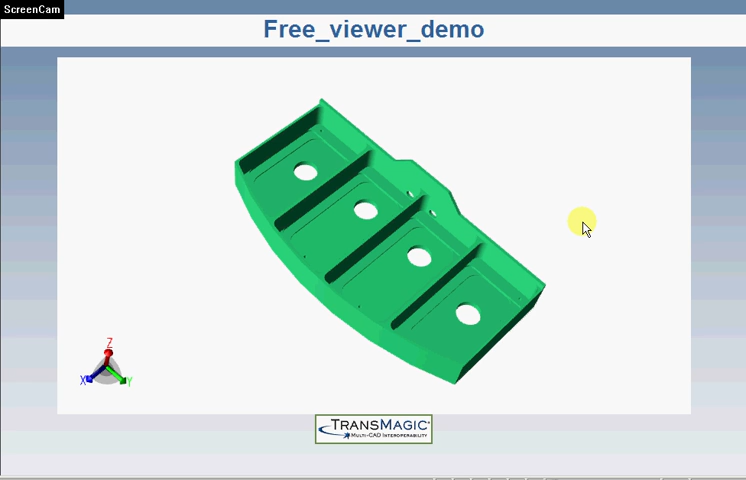 ScreenCam
Free_viewer_demo
Z
X
Y
TRANSMAGIC
MULTI-CAD INTEROPERABILITY